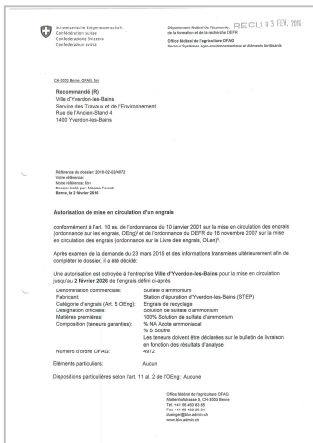 Schweizerische Eidgenossenschaft
Confédération suisse
Confederazione Svizzera
Confederaziun svizra
Département fédéral de l'économie,
de la formation et de la recherche DEFR
Office fédéral de l'agriculture OFAG
RECU 03 FEV. 2016
CH-3003 Berne, OFAG, fon
Recommandé (R)
Ville d'Yverdon-les-Bains
Service des Travaux et de l'Environnement
Rue de l'Ancien-Stand 4
1400 Yverdon-les-Bains
Référence du dossier: 2016-02-02/4972
Votre référence:
Notre référence: fon
Berne, le 2 février 2016
Autorisation de mise en circulation d'un engrais
conformément à l'art. 10 ss. de l'ordonnance du 10 janvier 2001 sur la mise en circulation des engrais
(ordonnance sur les engrais, OEng)¹ et de l'ordonnance du DEFR du 16 novembre 2007 sur la mise
en circulation des engrais (ordonnance sur le Livre des engrais, OLen)².
Après examen de la demande du 23 mars 2015 et des informations transmises ultérieurement afin de
compléter le dossier, il a été décidé:
Une autorisation est octroyée à l'entreprise Ville d'Yverdon-les-Bains pour la mise en circulation
jusqu'au 2 février 2026 de l'engrais défini ci-après
Dénomination commerciale: Sulfate d'ammonium
Fabricant: Station d'épuration d'Yverdon-les-Bains (STEP)
Catégorie d'engrais (Art. 5 OEng): Engrais de recyclage
Désignation officielle: Solution de sulfate d'ammonium
Matières premières: 100% Solution de sulfate d'ammonium
Composition (teneurs garanties): % NA Azote ammoniacal
% S Soufre
Les teneurs doivent être déclarées sur le bulletin de livraison
en fonction des résultats d'analyse
Numéro d'ordre OFAG: 4972
Eléments particuliers: Aucun
Dispositions particulières selon l'art. 11 al. 2 de l'OEng: Aucune
Office fédéral de l'agriculture OFAG
Mattenhofstrasse 5, CH-3003 Berne
duenger@blw.admin.ch
www.blw.admin.ch